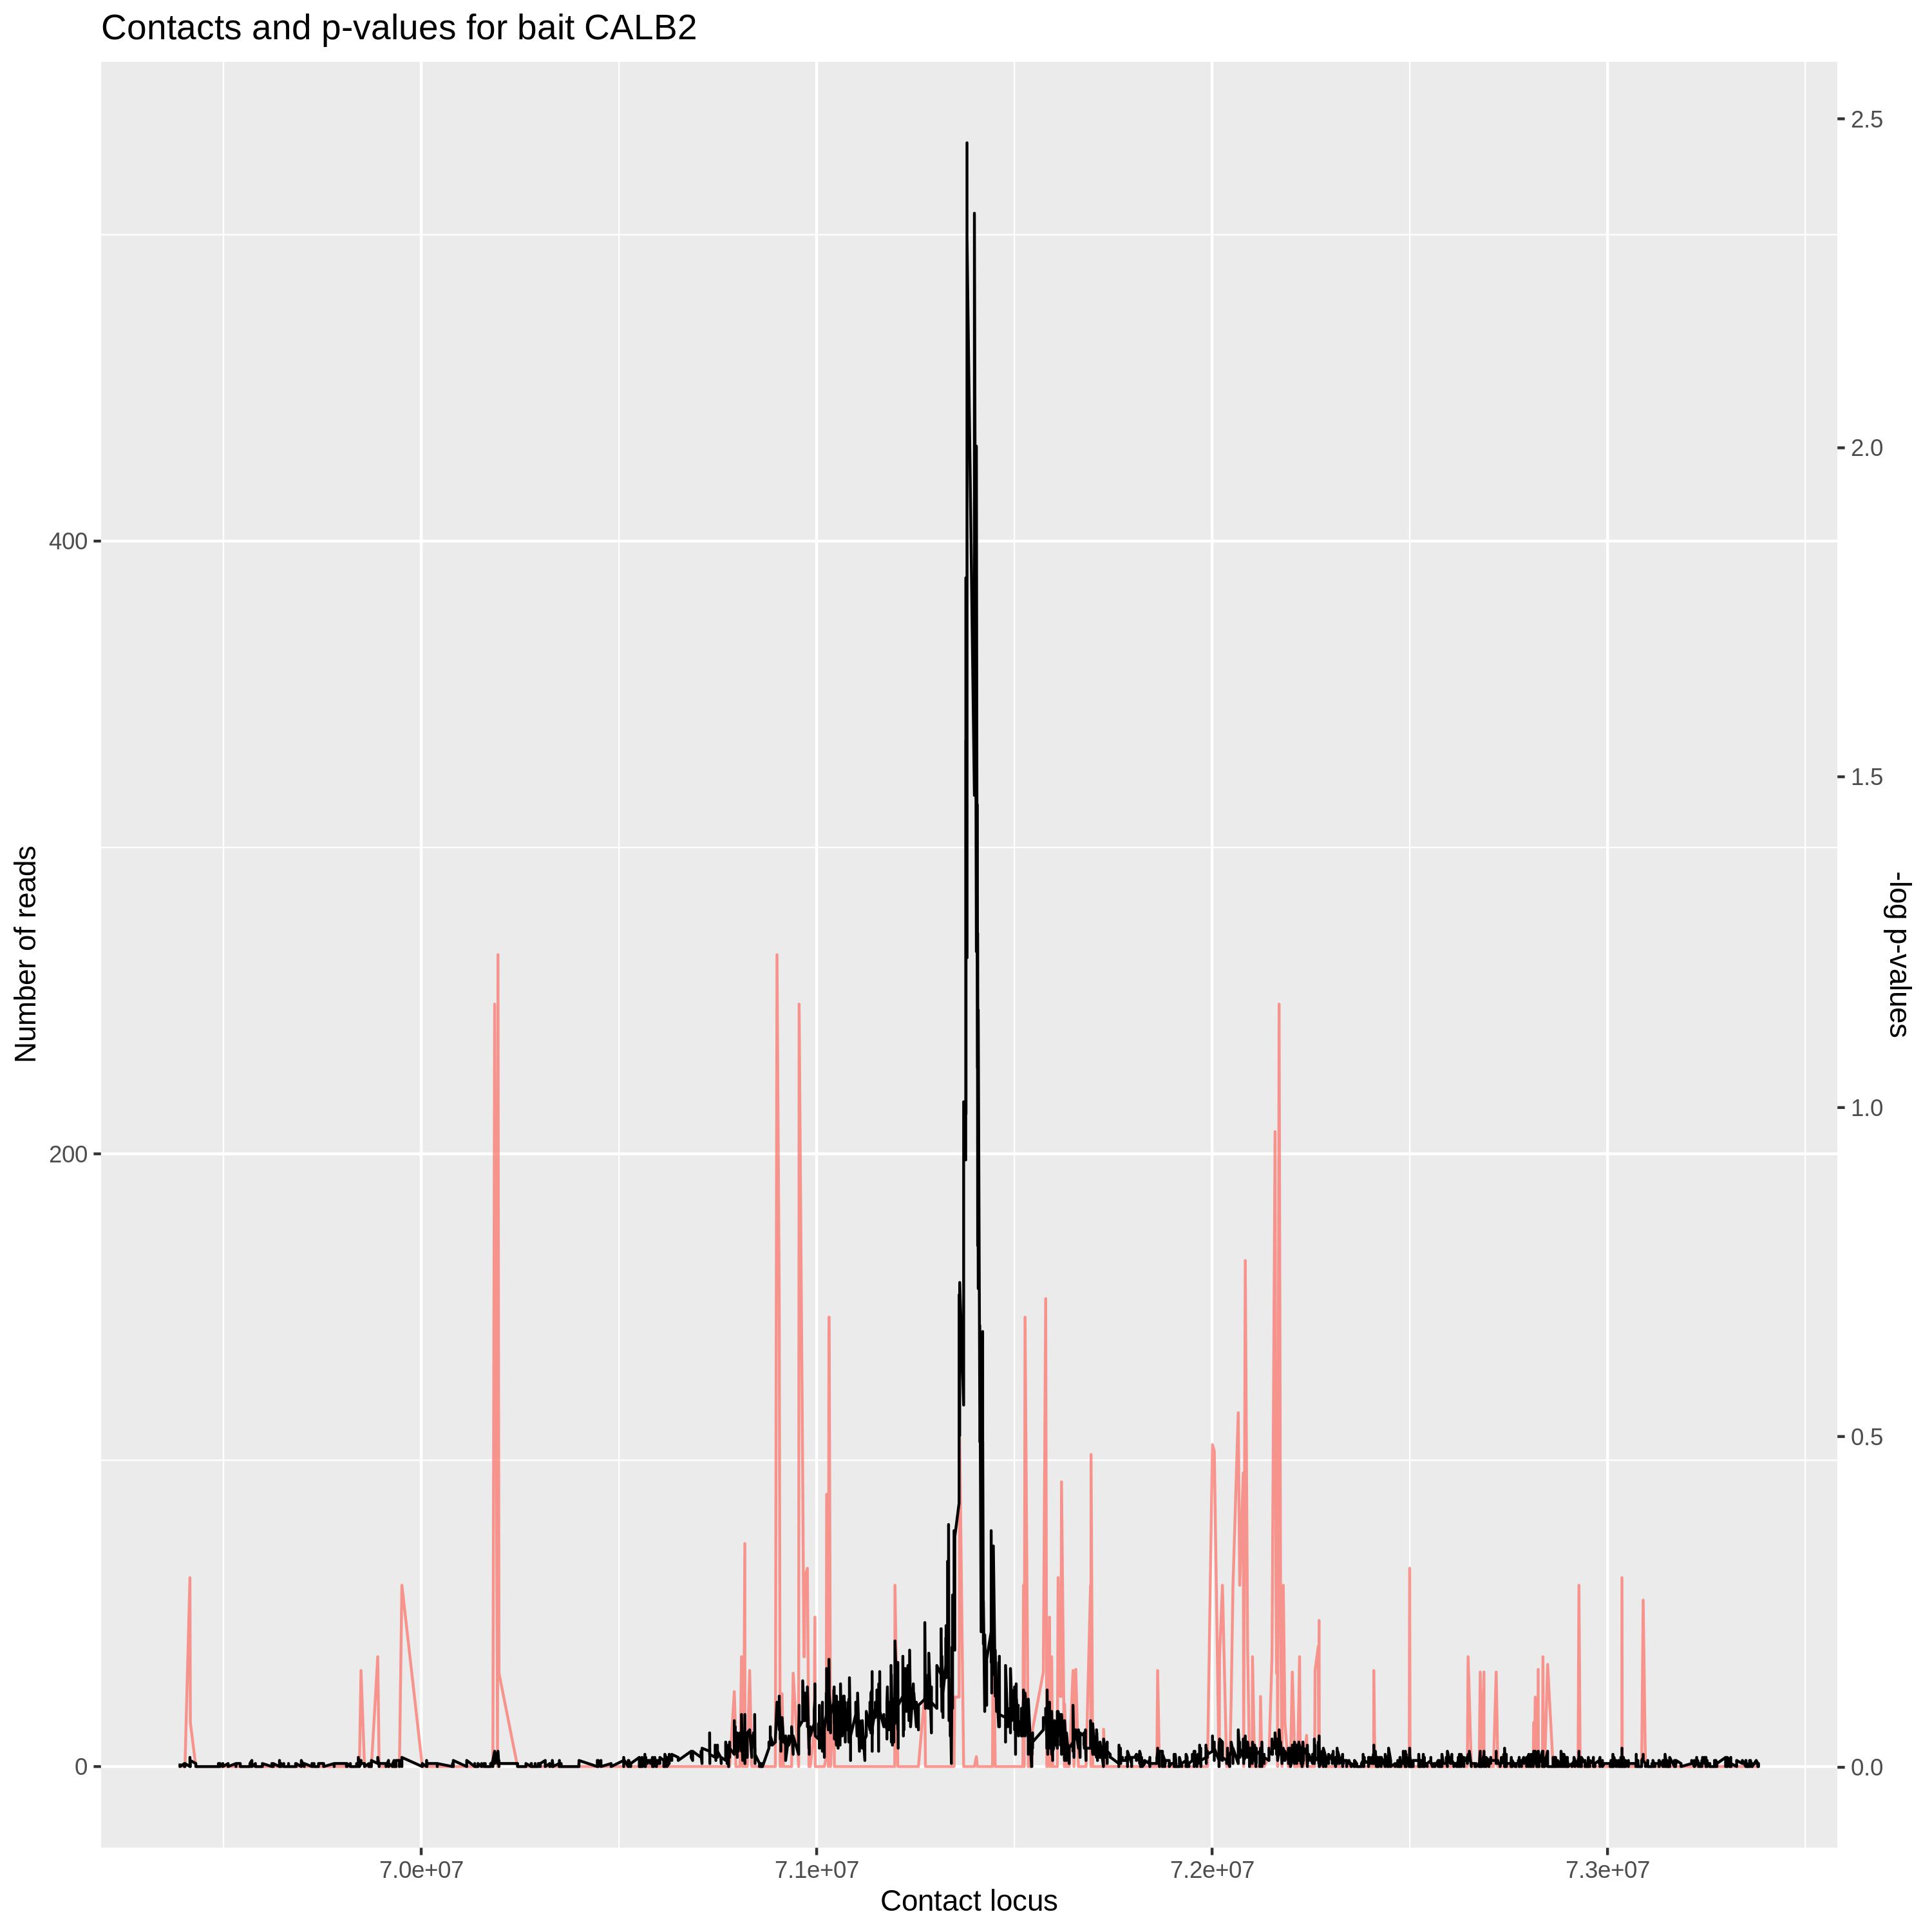 Contacts and p-values for bait CALB2
Number of reads
400
200
0
2.5
2.0
1.5
1.0
0.5
0.0
-log p-values
7.0e+07
7.1e+07
7.2e+07
7.3e+07
Contact locus